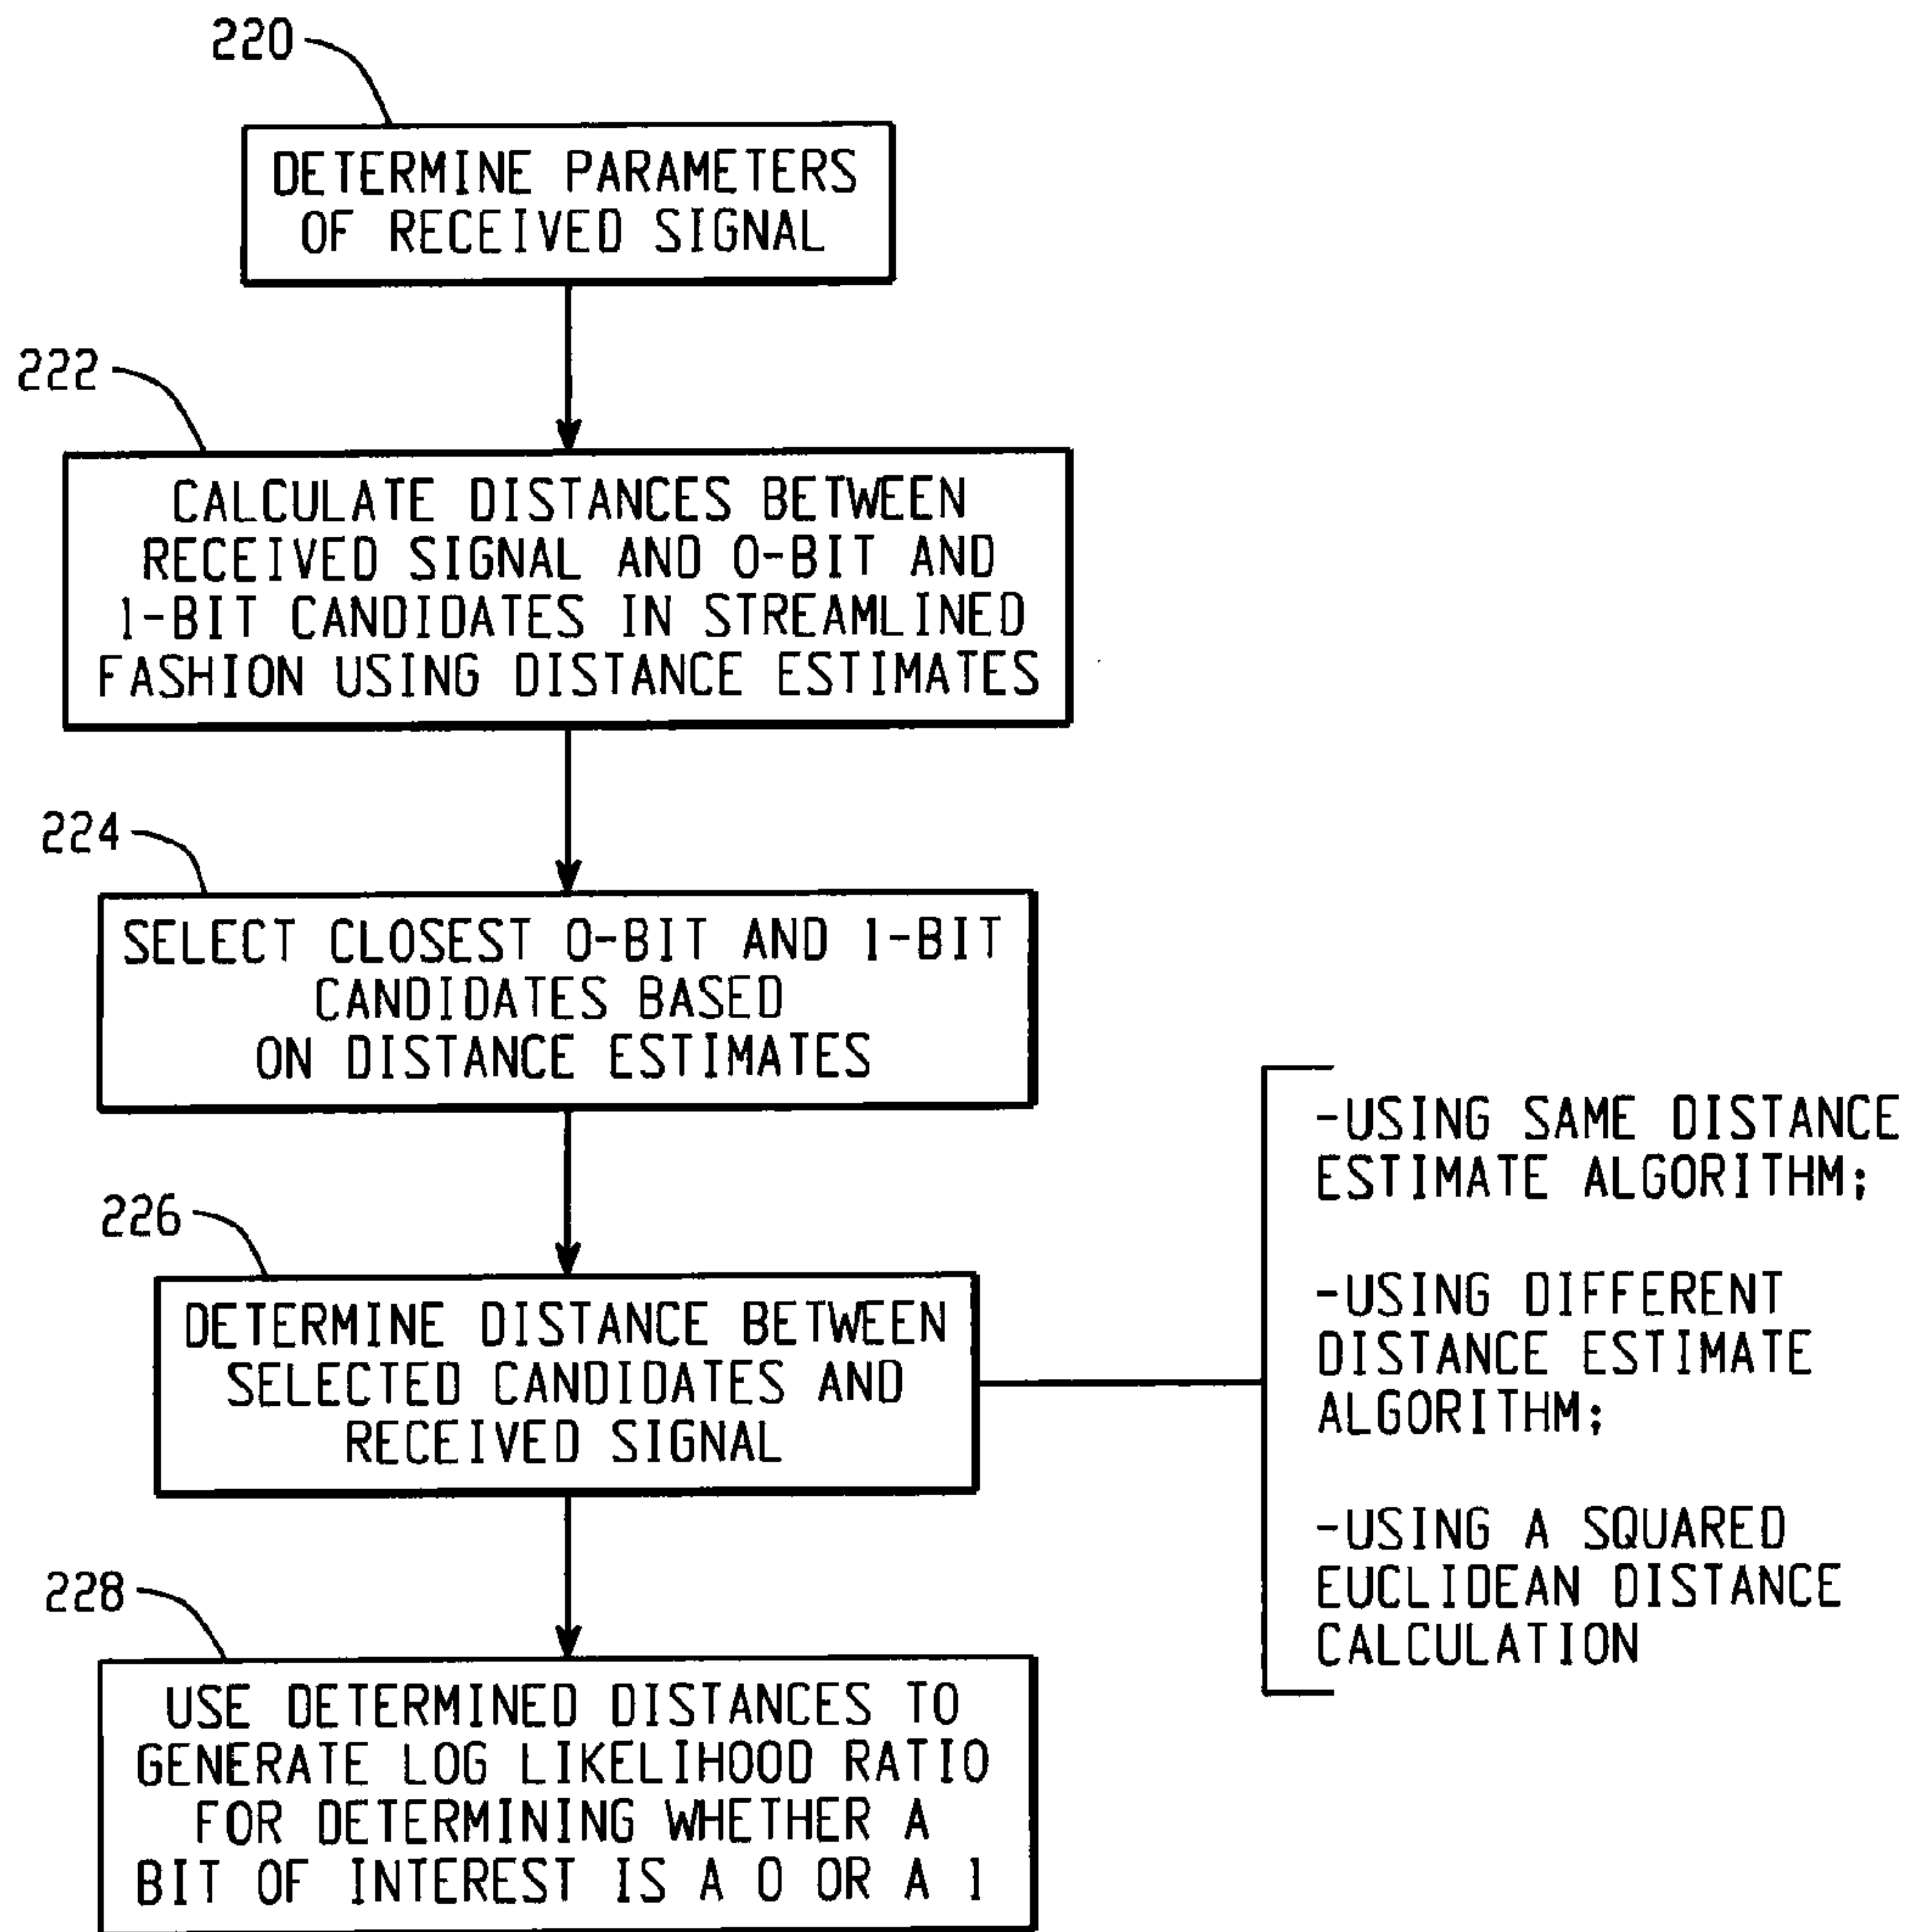 220
DETERMINE PARAMETERS
OF RECEIVED SIGNAL
222
CALCULATE DISTANCES BETWEEN
RECEIVED SIGNAL AND 0-BIT AND
1-BIT CANDIDATES IN STREAMLINED
FASHION USING DISTANCE ESTIMATES
224
SELECT CLOSEST 0-BIT AND 1-BIT
CANDIDATES BASED
ON DISTANCE ESTIMATES
226
DETERMINE DISTANCE BETWEEN
SELECTED CANDIDATES AND
RECEIVED SIGNAL
-USING SAME DISTANCE
ESTIMATE ALGORITHM;
-USING DIFFERENT
DISTANCE ESTIMATE
ALGORITHM;
-USING A SQUARED
EUCLIDEAN DISTANCE
CALCULATION
228
USE DETERMINED DISTANCES TO
GENERATE LOG LIKELIHOOD RATIO
FOR DETERMINING WHETHER A
BIT OF INTEREST IS A 0 OR A 1